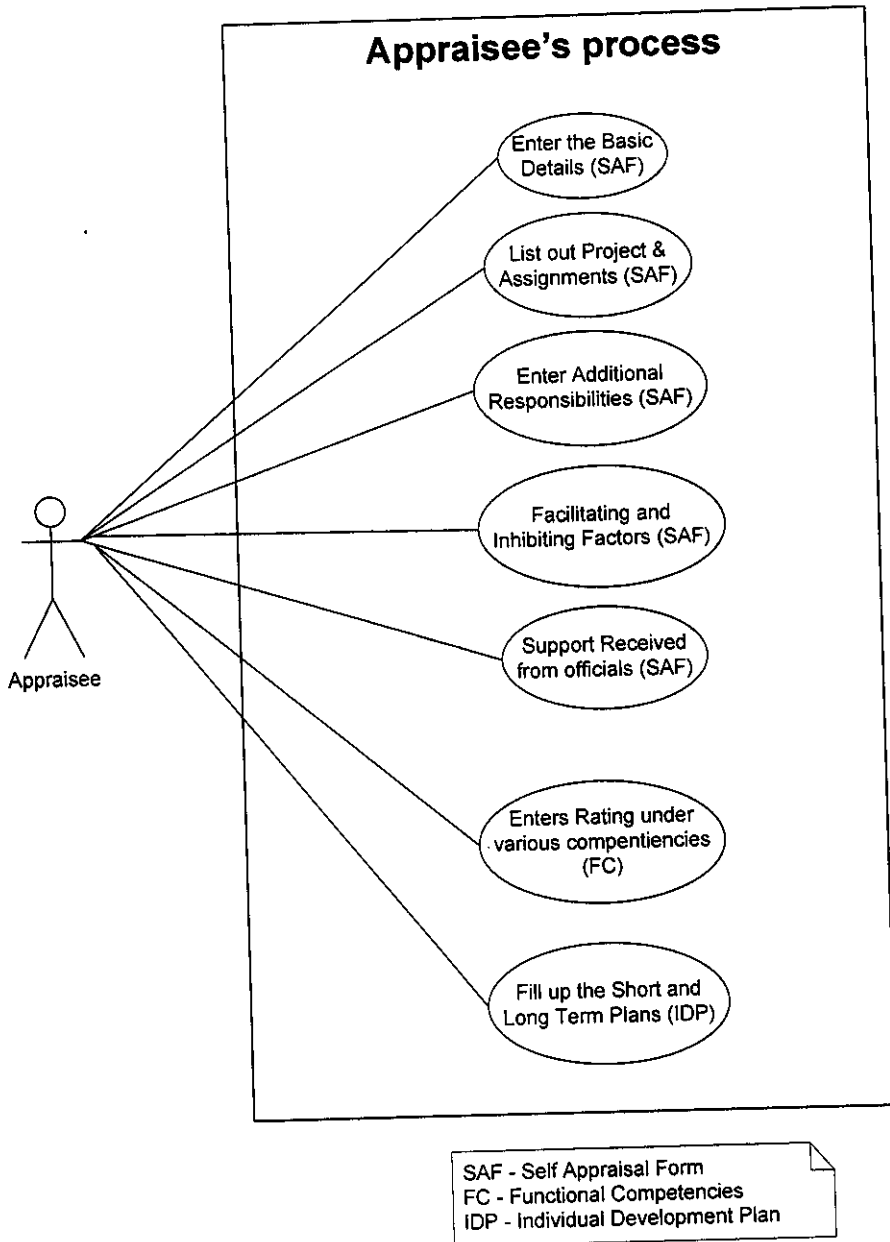 Appraisee's process
Enter the Basic
Details (SAF)
List out Project &
Assignments (SAF)
Enter Additional
Responsibilities (SAF)
Facilitating and
Inhibiting Factors (SAF)
Support Received
from officials (SAF)
Appraisee
Enters Rating under
various compentiencies
(FC)
Fill up the Short and
Long Term Plans (IDP)
SAF - Self Appraisal Form
FC - Functional Competencies
IDP - Individual Development Plan